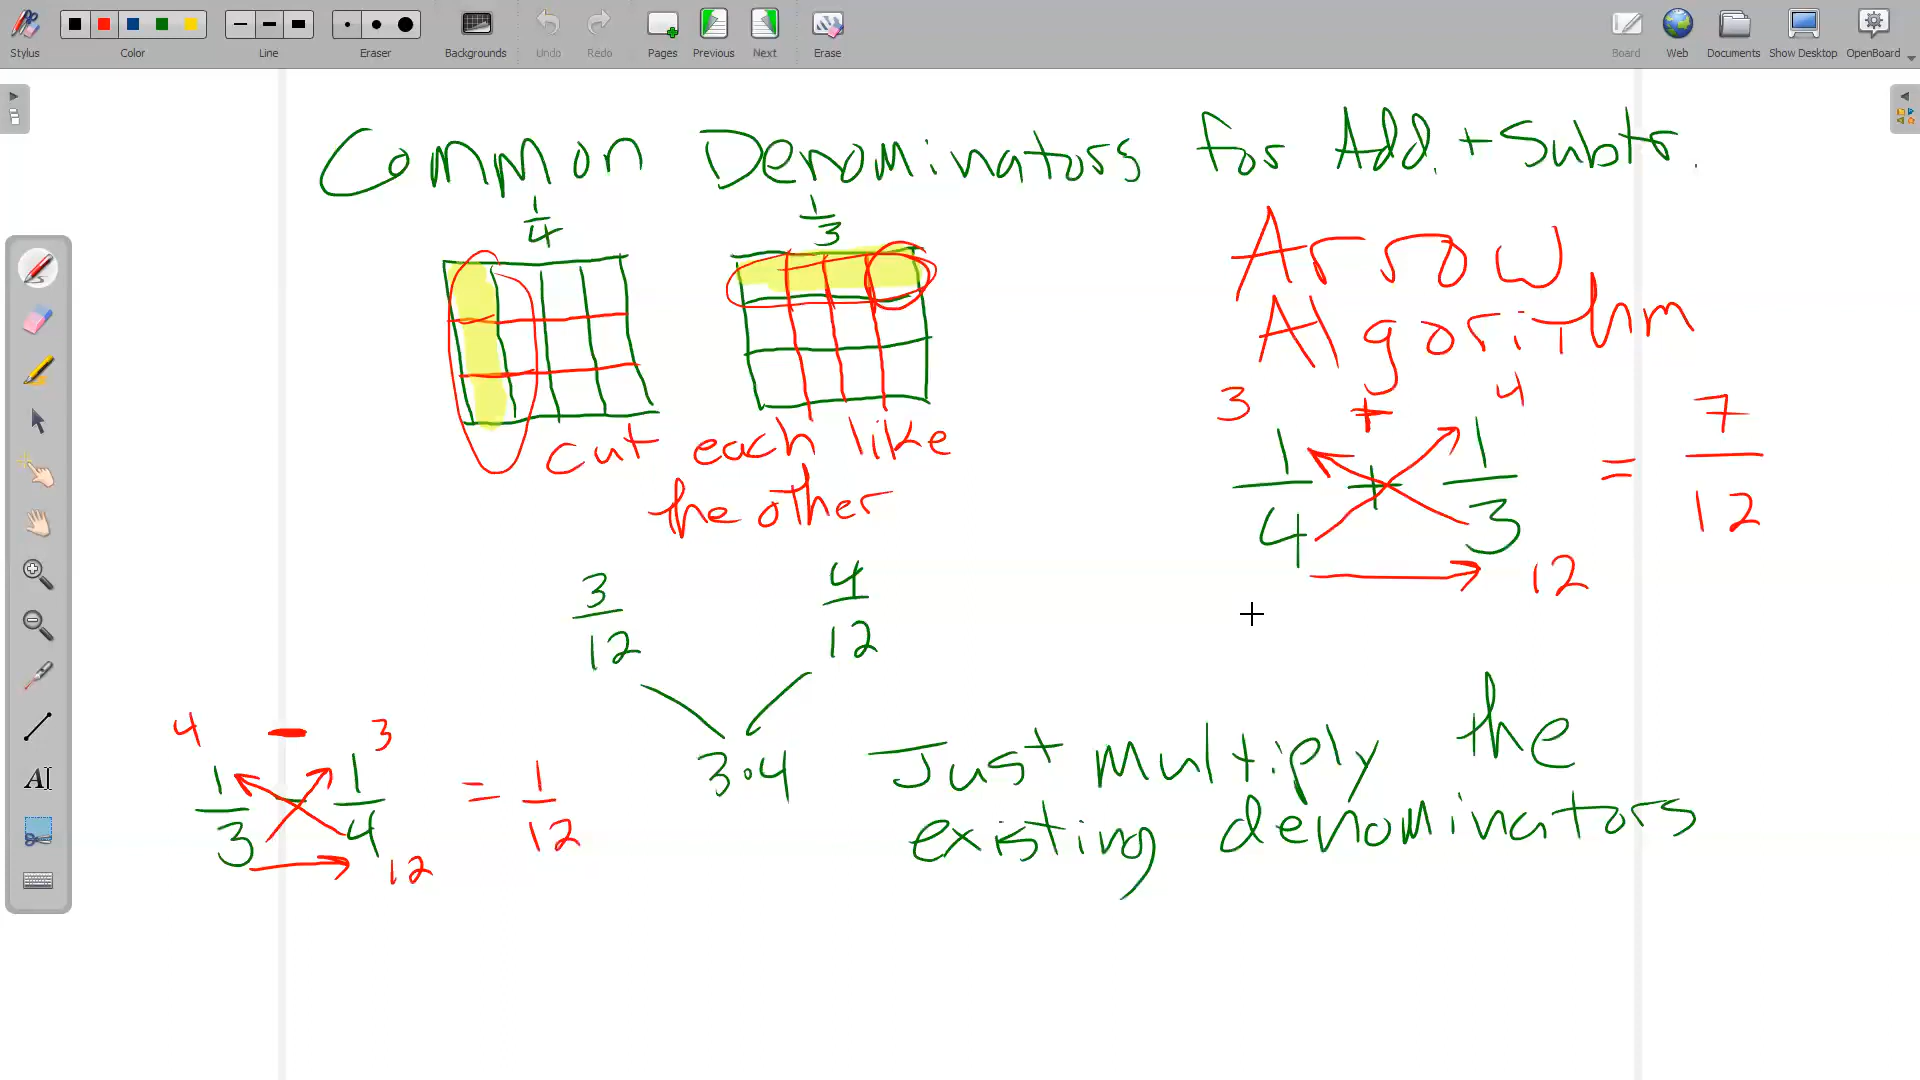 Stylus Color Line Eraser Backgrounds Undo Redo Pages Previous Next Erase Board Web Documents Show Desktop OpenBoard
Common Denominators for Add. + Subtr.
1/4 1/3
Arrow
Algorithm
cut each like
the other
3 + 4
1/4 + 1/3 = 7/12
12
3/12 4/12
3·4
Just multiply the
existing denominators
4 - 3
1/3 - 1/4 = 1/12
12
AI